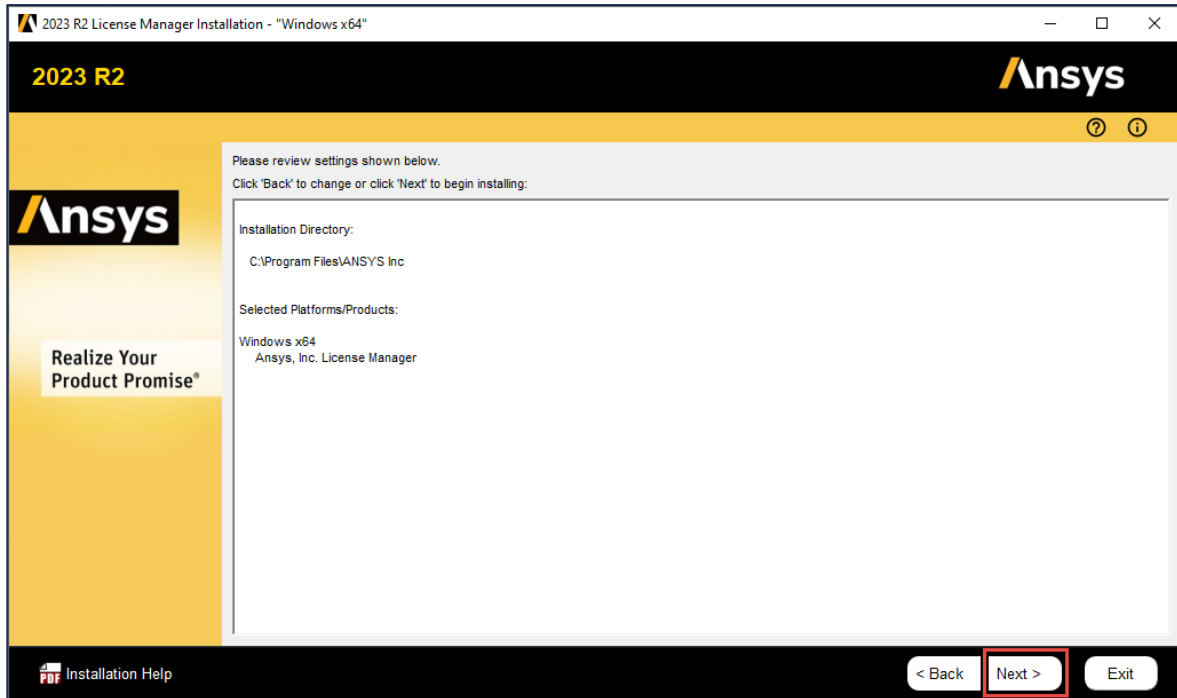 2023 R2 License Manager Installation - "Windows x64"
2023 R2
Ansys
Please review settings shown below.
Click 'Back' to change or click 'Next' to begin installing:
Ansys
Installation Directory:
C:\Program Files\ANSYS Inc
Selected Platforms/Products:
Windows x64
Ansys, Inc. License Manager
Realize Your
Product Promise®
PDF Installation Help
< Back Next > Exit